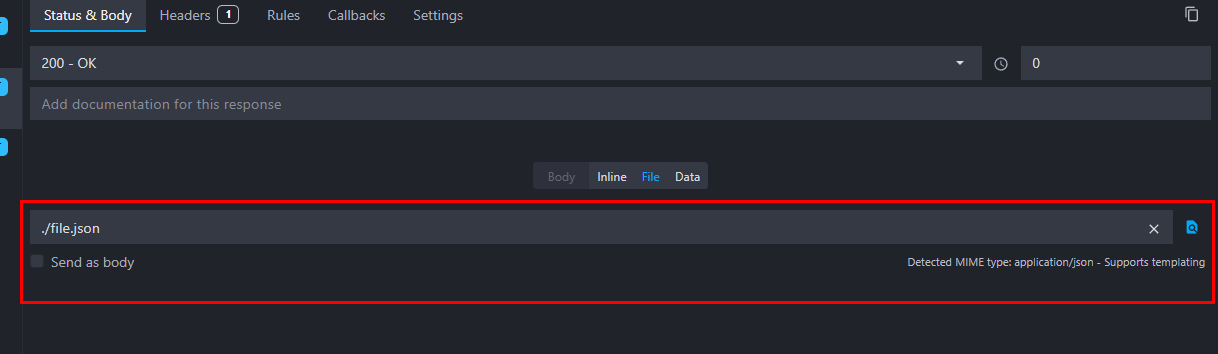 Status & Body Headers 1 Rules Callbacks Settings
200 - OK 0
Add documentation for this response
Body Inline File Data
./file.json
Send as body Detected MIME type: application/json - Supports templating